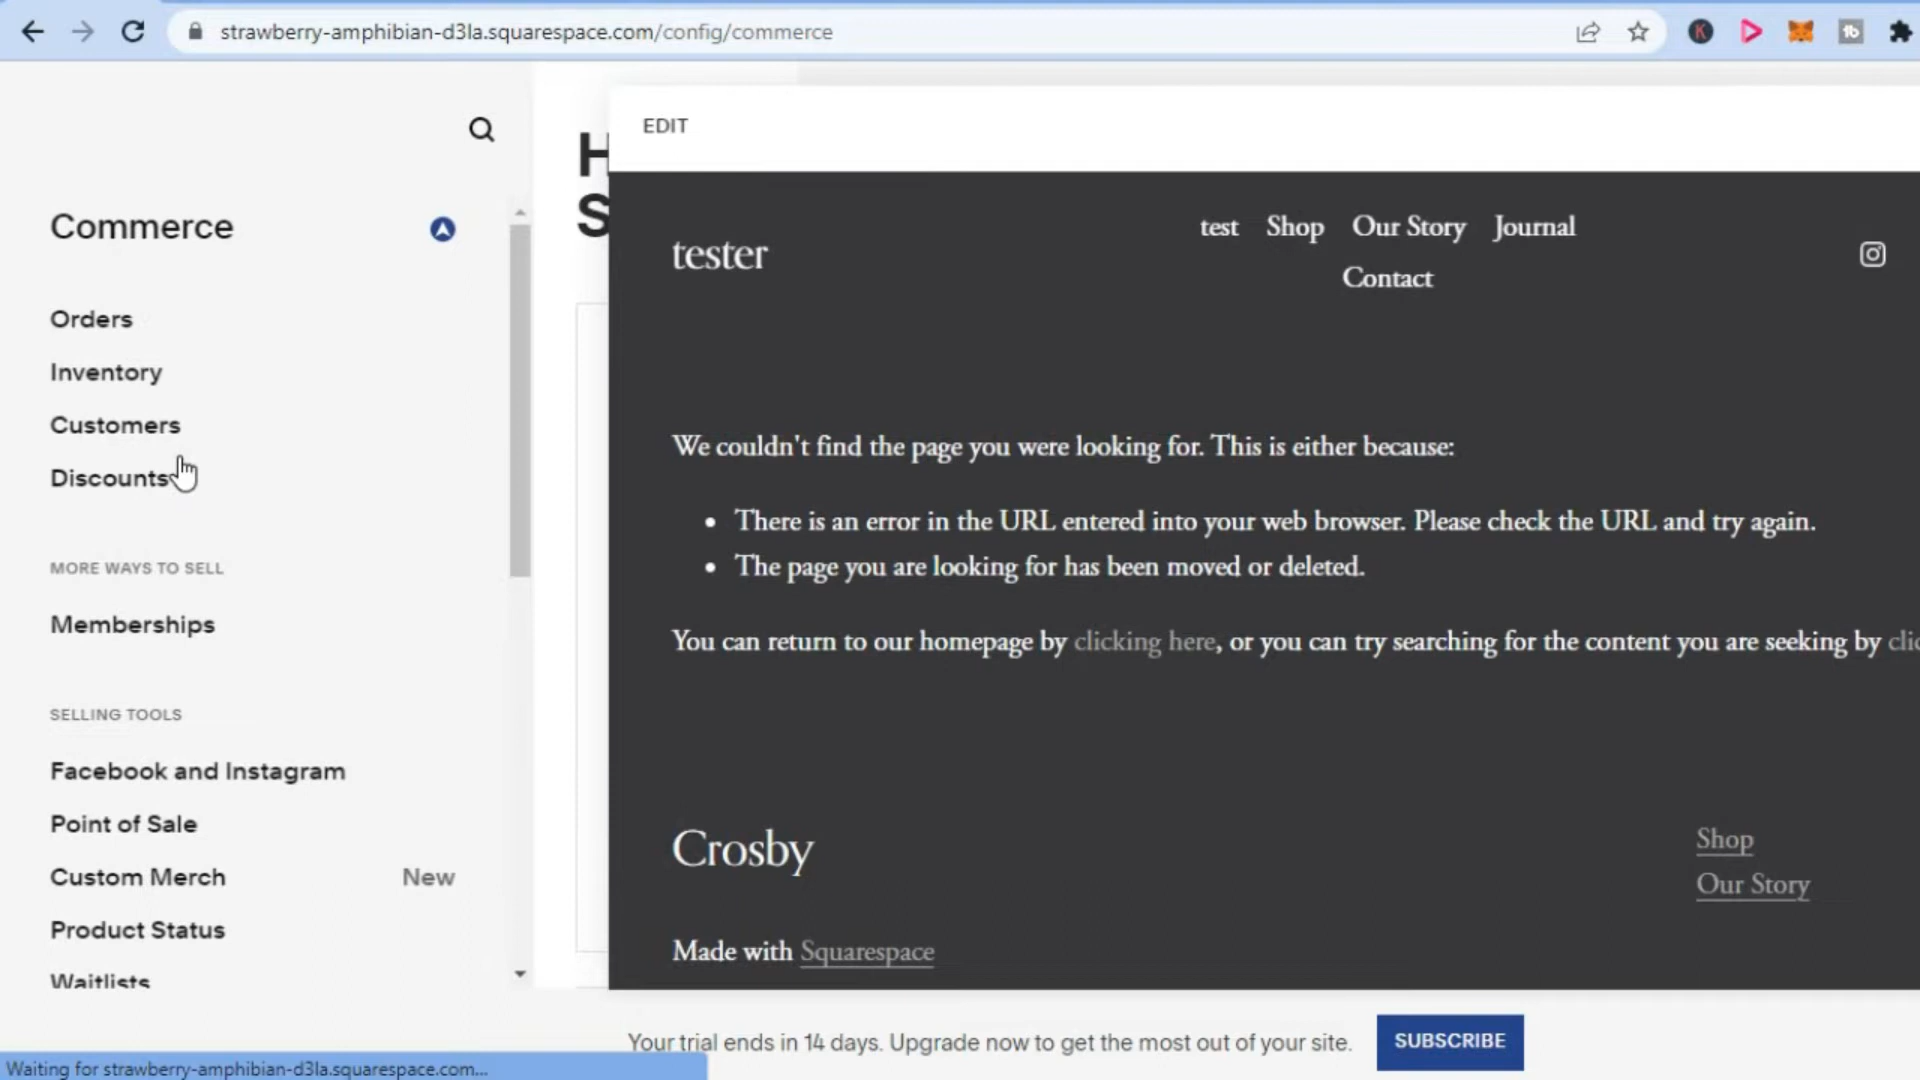 strawberry-amphibian-d3la.squarespace.com/config/commerce
K
tb
EDIT
H
S
Commerce
Orders
Inventory
Customers
Discounts
MORE WAYS TO SELL
Memberships
SELLING TOOLS
Facebook and Instagram
Point of Sale
Custom Merch New
Product Status
Waitlists
tester
test Shop Our Story Journal
Contact
We couldn't find the page you were looking for. This is either because:
• There is an error in the URL entered into your web browser. Please check the URL and try again.
• The page you are looking for has been moved or deleted.
You can return to our homepage by clicking here, or you can try searching for the content you are seeking by clic
Crosby
Shop
Our Story
Made with Squarespace
Your trial ends in 14 days. Upgrade now to get the most out of your site. SUBSCRIBE
Waiting for strawberry-amphibian-d3la.squarespace.com...